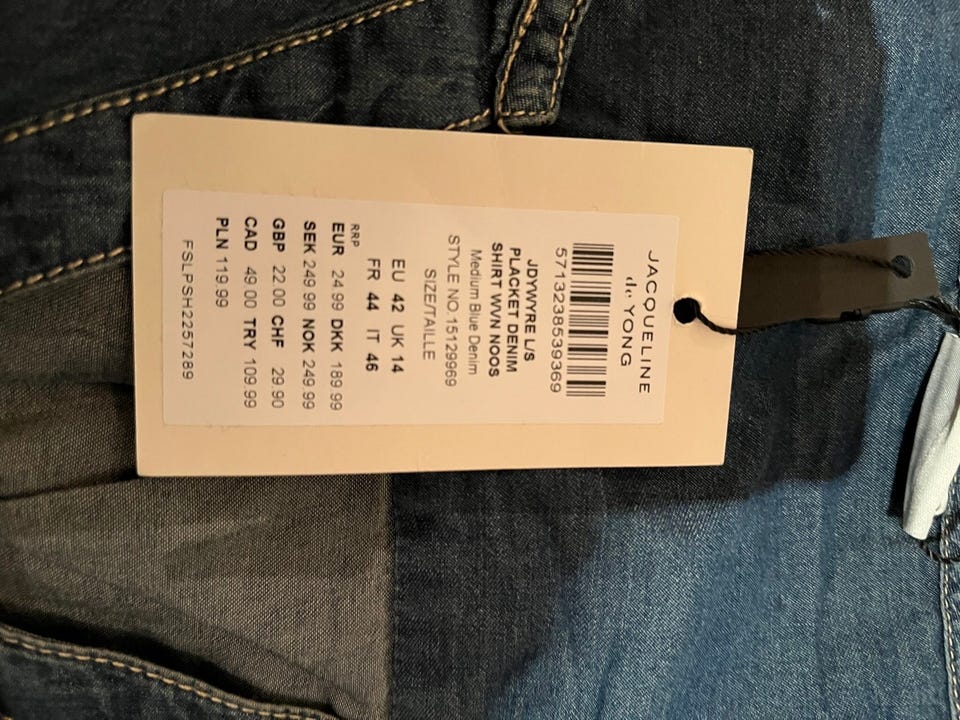 JACQUELINE
de YONG
5713238539369
JDYWYRE L/S
PLACKET DENIM
SHIRT WVN NOOS
Medium Blue Denim
STYLE NO.15129969
SIZE/TAILLE
EU 42 UK 14
FR 44 IT 46
RRP
EUR 24.99 DKK 189.99
SEK 249.99 NOK 249.99
GBP 22.00 CHF 29.90
CAD 49.00 TRY 109.99
PLN 119.99
FSLPSH2257289